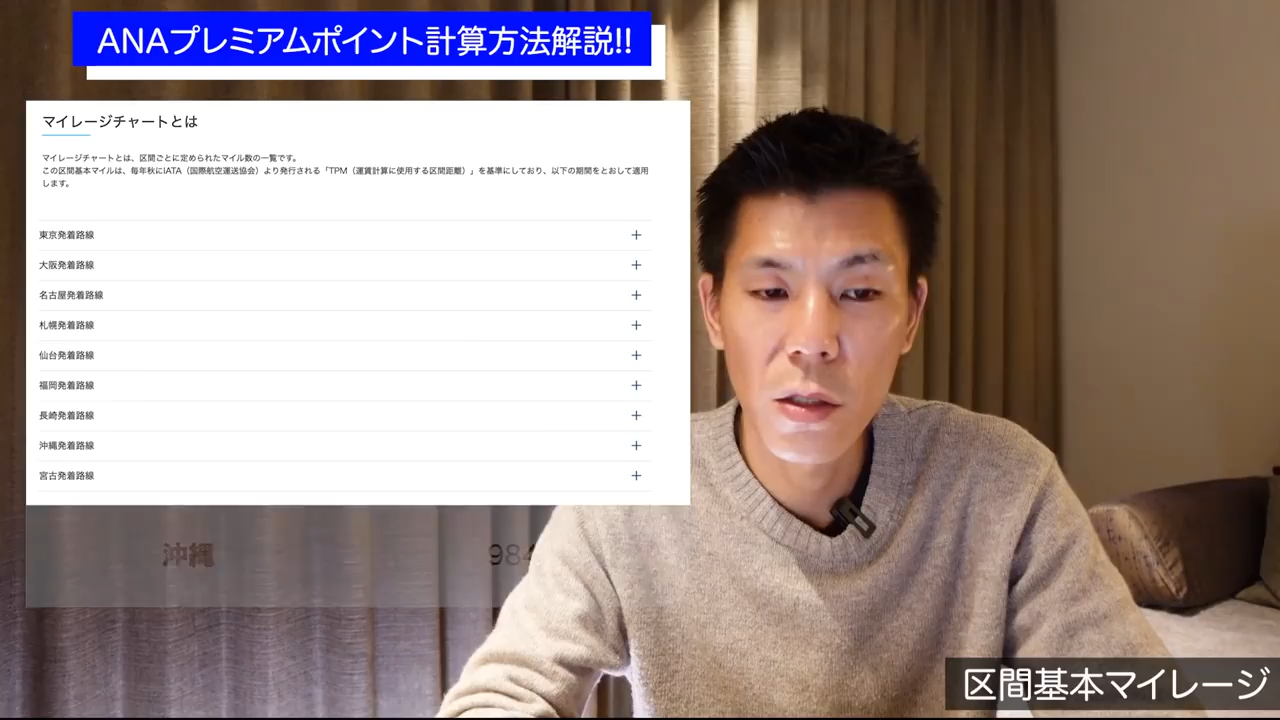 ANAプレミアムポイント計算方法解説!!
マイレージチャートとは
マイレージチャートとは、区間ごとに定められたマイル数の一覧です。
この区間基本マイルは、毎年秋にIATA（国際航空運送協会）より発行される「TPM（運賃計算に使用する区間距離）」を基準にしており、以下の期間をとおして適用
します。
東京発着路線
大阪発着路線
名古屋発着路線
札幌発着路線
仙台発着路線
福岡発着路線
長崎発着路線
沖縄発着路線
宮古発着路線
沖縄
984
区間基本マイレージ